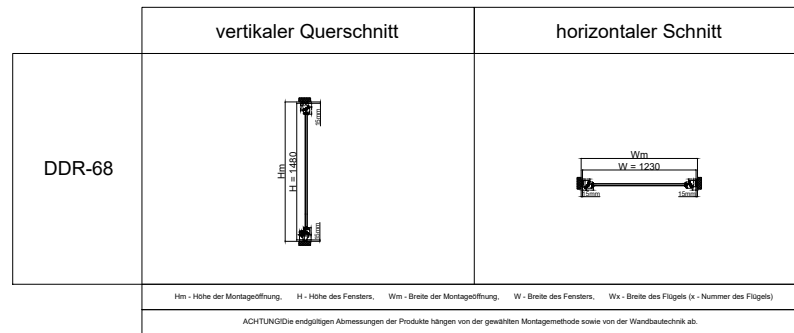 vertikaler Querschnitt
horizontaler Schnitt
DDR-68
15mm
Hm
H = 1480
15mm
Wm
W = 1230
15mm
15mm
Hm - Höhe der Montageöffnung, H - Höhe des Fensters, Wm - Breite der Montageöffnung, W - Breite des Fensters, Wx - Breite des Flügels (x - Nummer des Flügels)
ACHTUNG!Die endgültigen Abmessungen der Produkte hängen von der gewählten Montagemethode sowie von der Wandbautechnik ab.